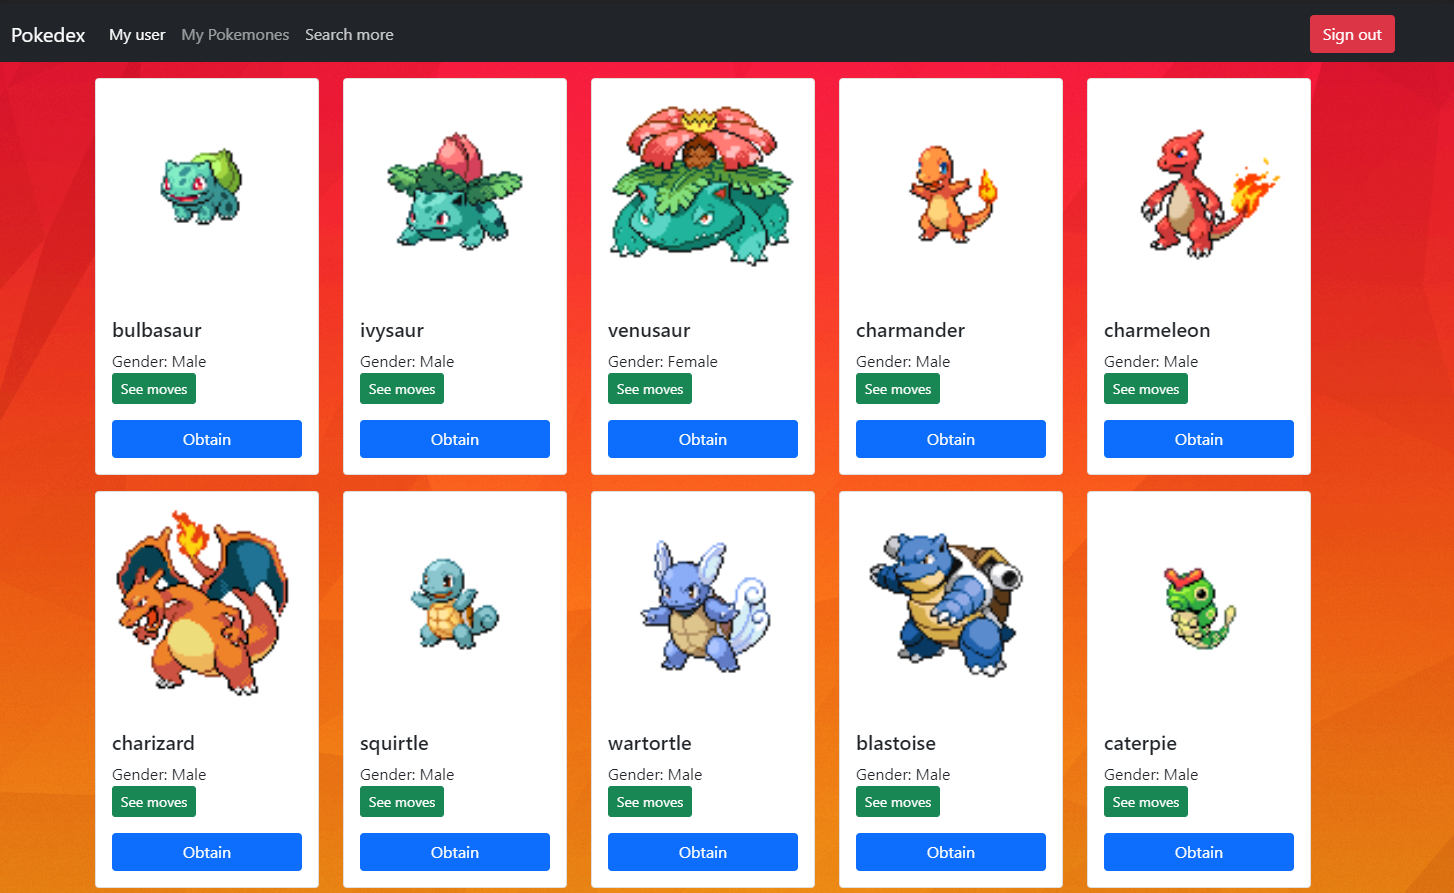 Pokedex My user My Pokemones Search more Sign out
bulbasaur ivysaur venusaur charmander charmeleon
Gender: Male Gender: Male Gender: Female Gender: Male Gender: Male
See moves See moves See moves See moves See moves
Obtain Obtain Obtain Obtain Obtain
charizard squirtle wartortle blastoise caterpie
Gender: Male Gender: Male Gender: Male Gender: Male Gender: Male
See moves See moves See moves See moves See moves
Obtain Obtain Obtain Obtain Obtain